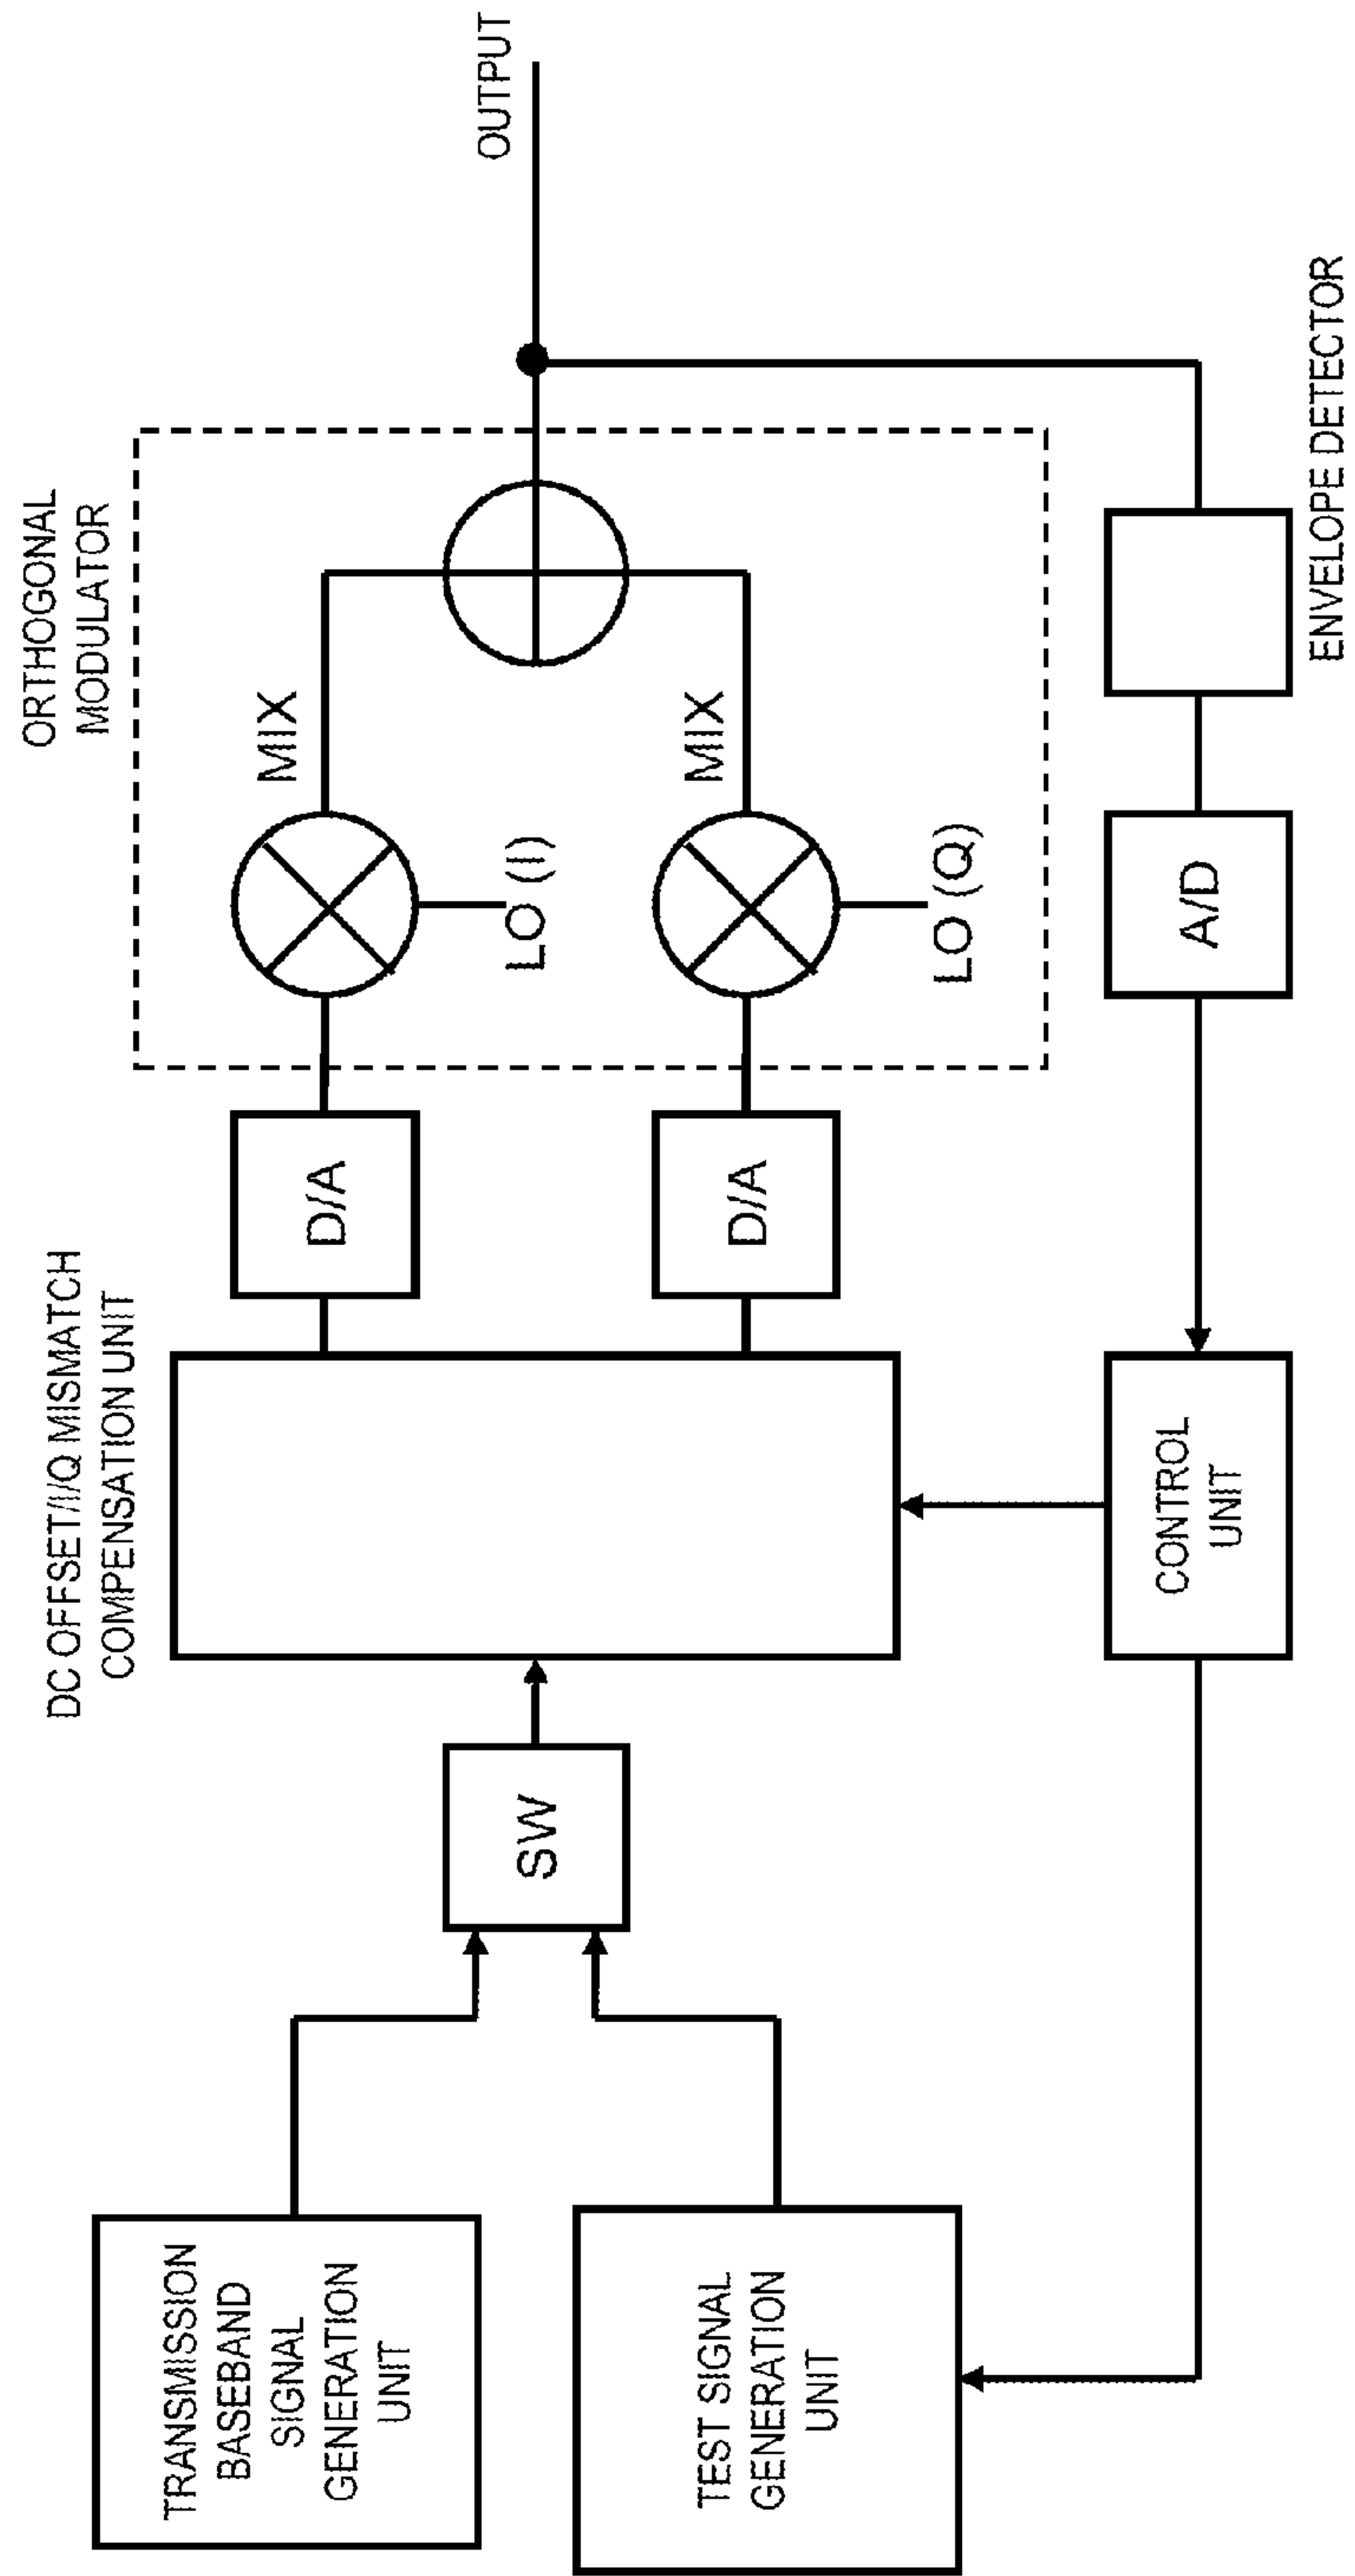 TRANSMISSION
BASEBAND
SIGNAL
GENERATION
UNIT
TEST SIGNAL
GENERATION
UNIT
SW
DC OFFSET/I/Q MISMATCH
COMPENSATION UNIT
D/A
D/A
ORTHOGONAL
MODULATOR
MIX
LO (I)
MIX
LO (Q)
OUTPUT
CONTROL
UNIT
A/D
ENVELOPE DETECTOR